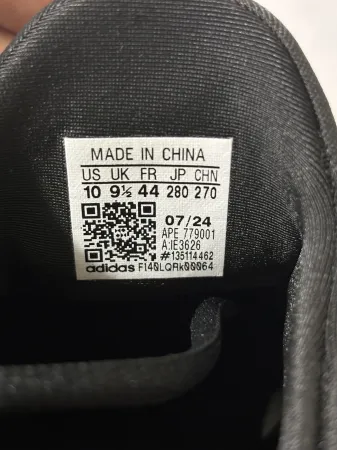 MADE IN CHINA
US UK FR JP CHN
10 9½ 44 280 270
07/24
APE 779001
A:IE3626
#135114462
adidas F140LQRk00064